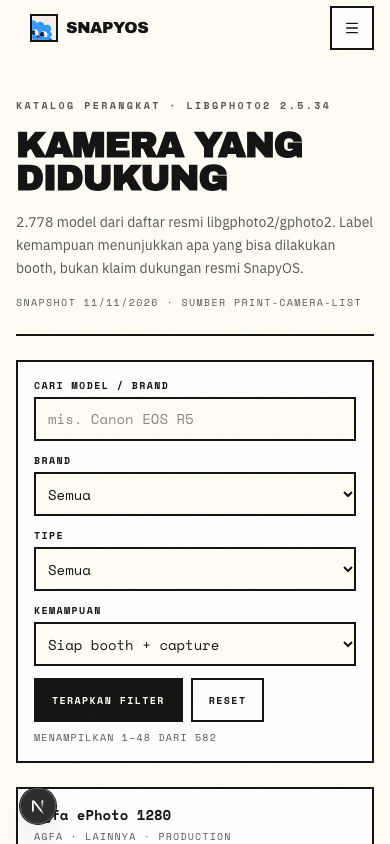 SNAPYOS
KATALOG PERANGKAT · LIBGPHOTO2 2.5.34
KAMERA YANG
DIDUKUNG
2.778 model dari daftar resmi libgphoto2/gphoto2. Label
kemampuan menunjukkan apa yang bisa dilakukan
booth, bukan klaim dukungan resmi SnapyOS.
SNAPSHOT 11/11/2026 · SUMBER PRINT-CAMERA-LIST
CARI MODEL / BRAND
mis. Canon EOS R5
BRAND
Semua
TIPE
Semua
KEMAMPUAN
Siap booth + capture
TERAPKAN FILTER
RESET
MENAMPILKAN 1–48 DARI 582
N
fa ePhoto 1280
AGFA · LAINNYA · PRODUCTION